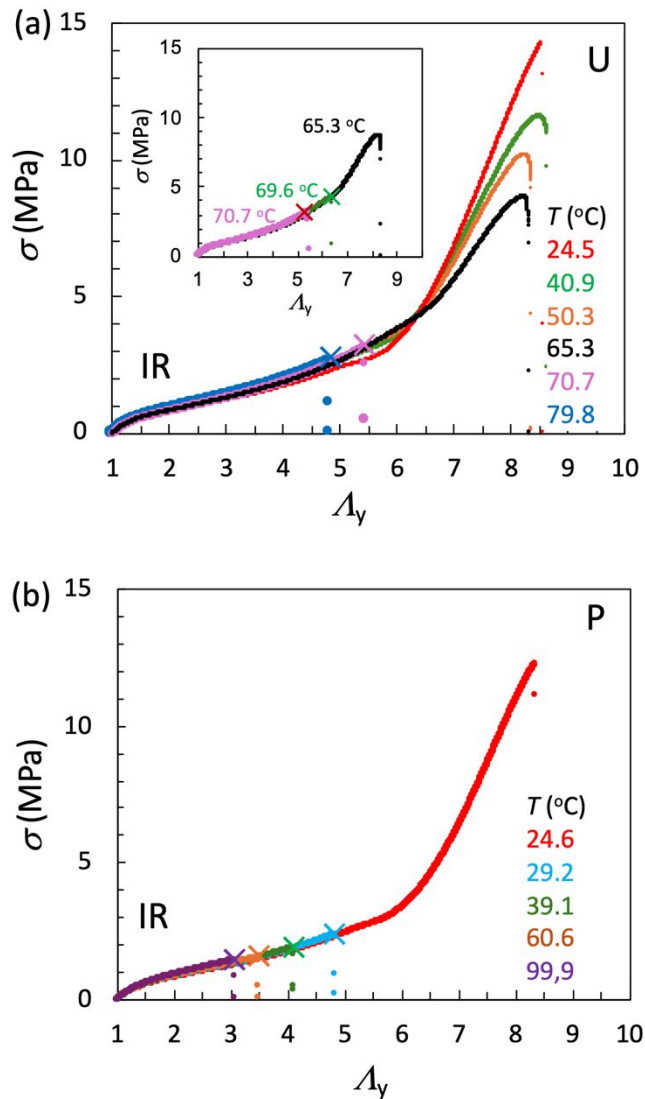 (a)
15
U
10
5
0
σ (MPa)
15
10
5
0
σ (MPa)
65.3 °C
69.6 °C
70.7 °C
1 3 5 7 9
Λy
T (°C)
24.5
40.9
50.3
65.3
70.7
79.8
IR
1 2 3 4 5 6 7 8 9 10
Λy
(b)
15
P
10
5
0
σ (MPa)
T (°C)
24.6
29.2
39.1
60.6
99,9
IR
1 2 3 4 5 6 7 8 9 10
Λy